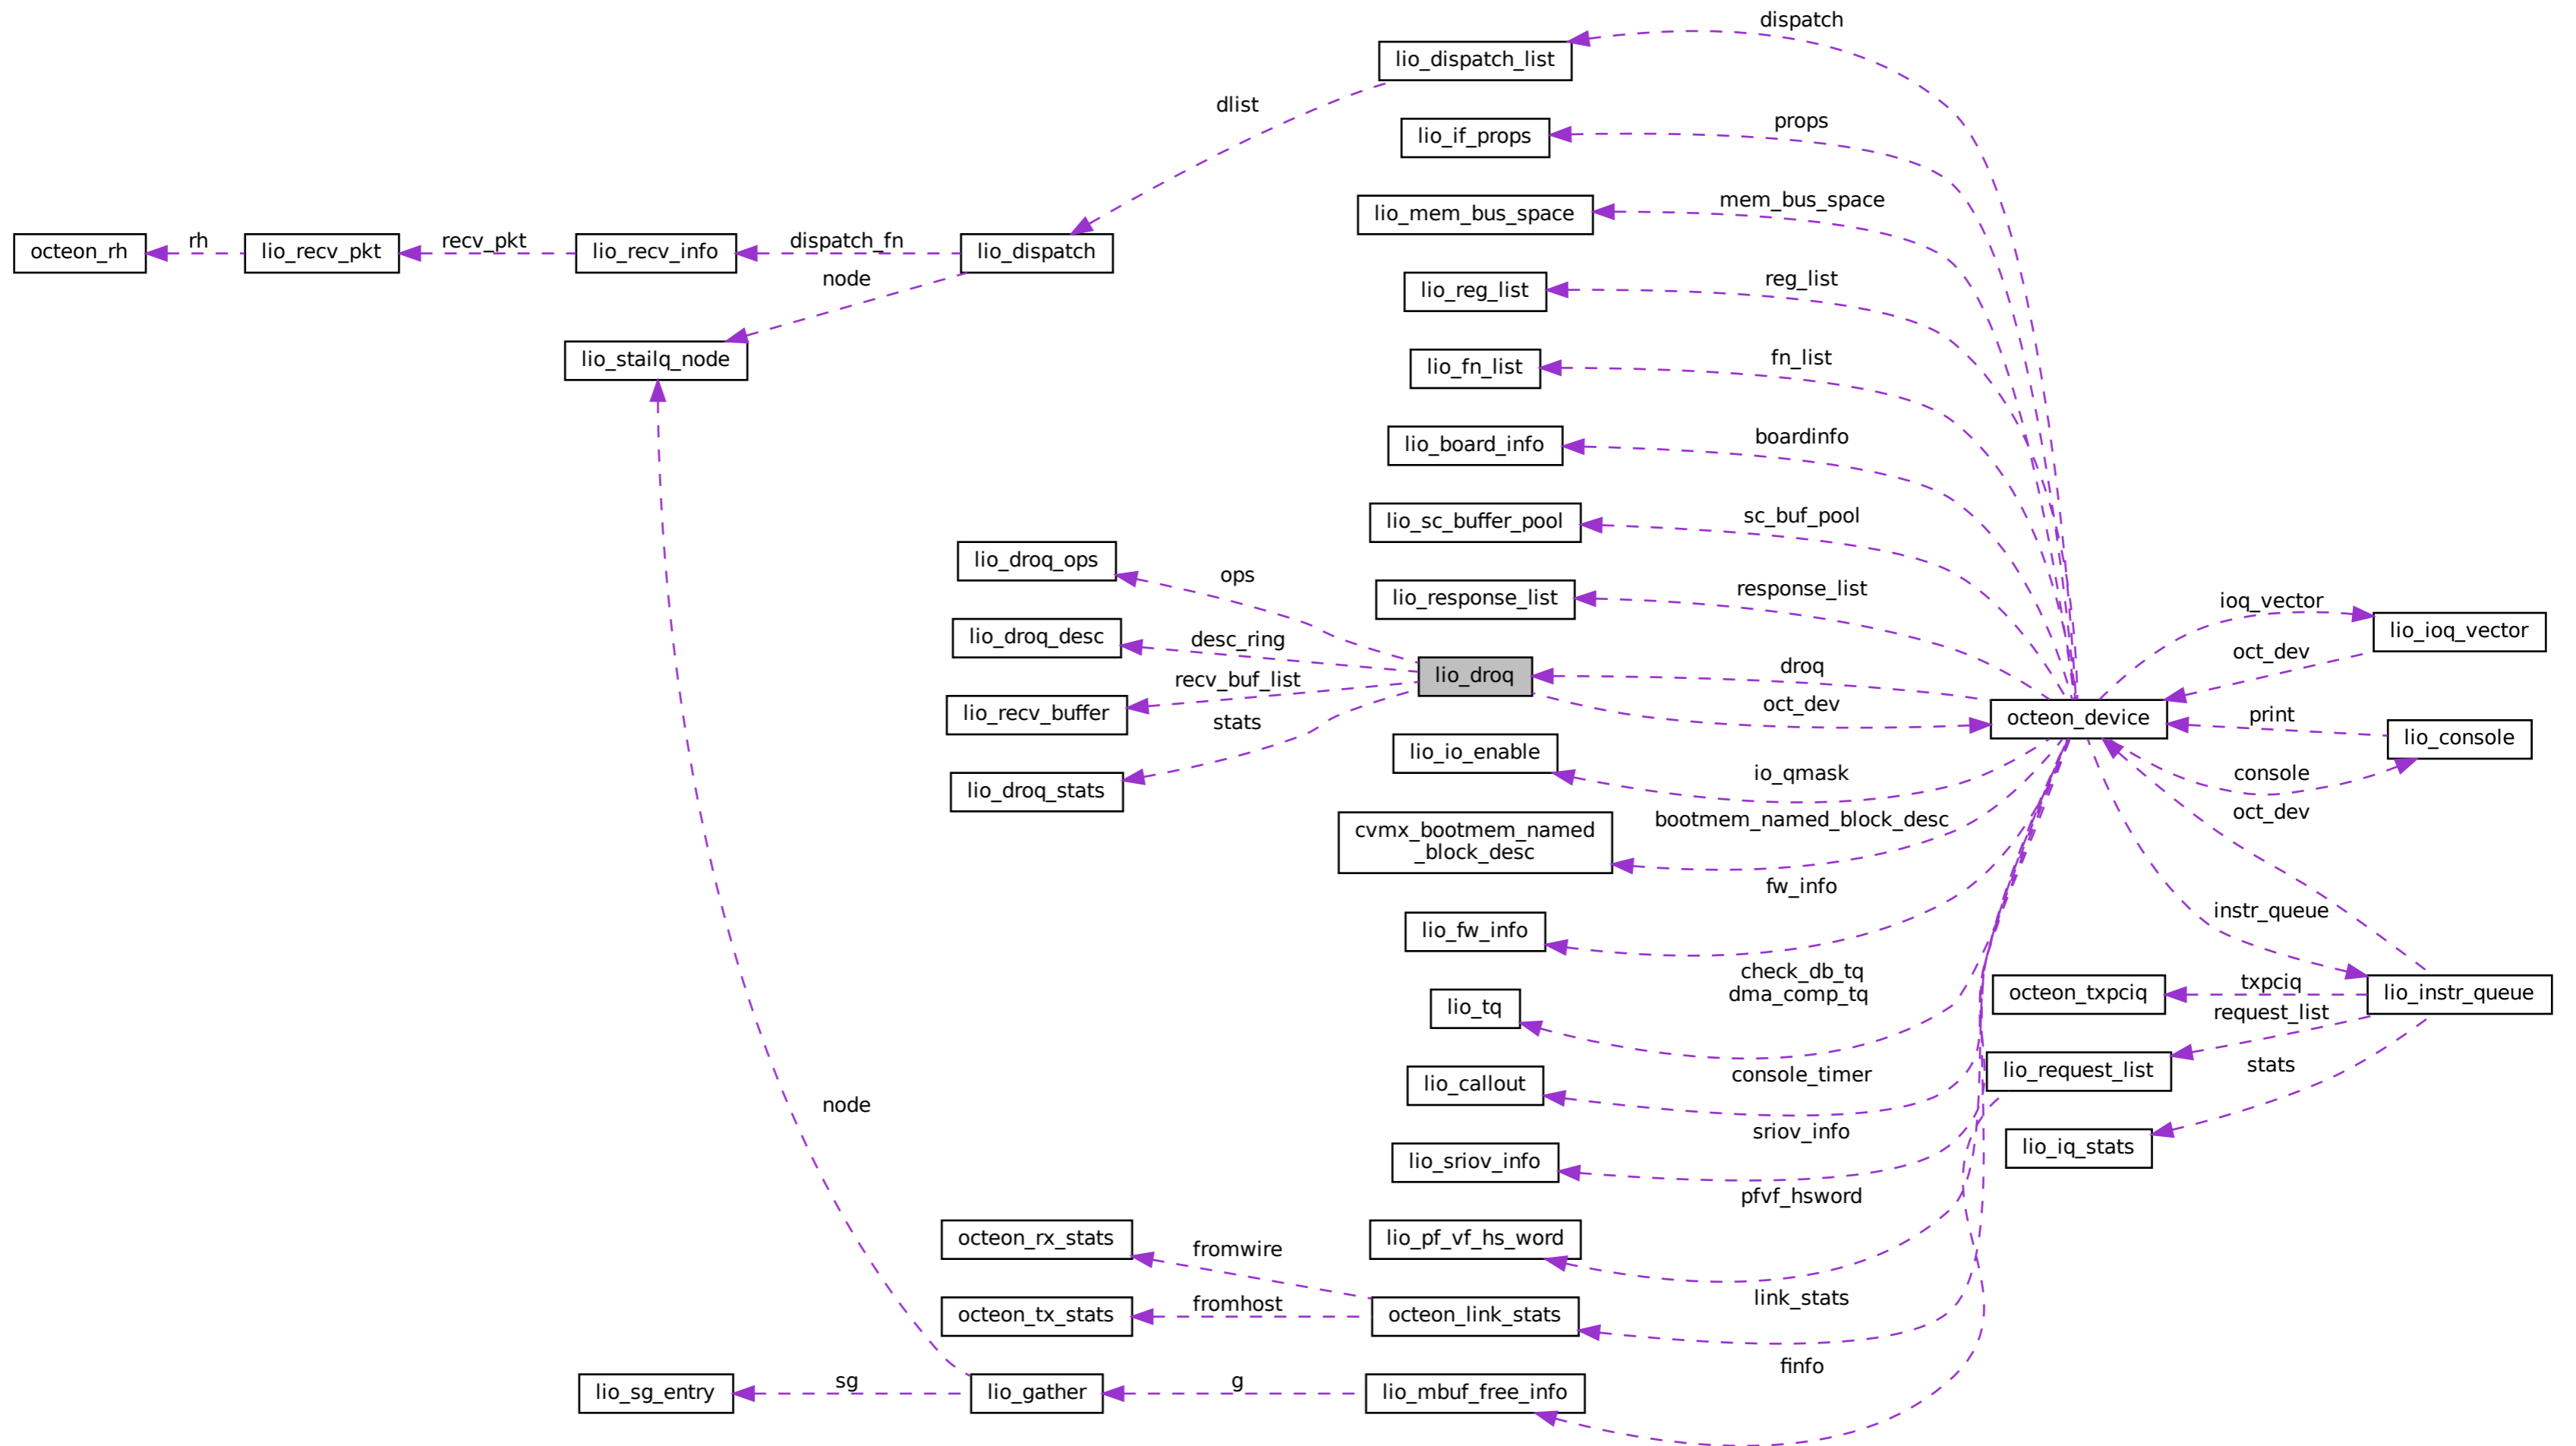 dispatch
lio_dispatch_list
dlist
props
lio_if_props
mem_bus_space
lio_mem_bus_space
octeon_rh
rh
lio_recv_pkt
recv_pkt
lio_recv_info
dispatch_fn
lio_dispatch
node
reg_list
lio_reg_list
lio_stailq_node
fn_list
lio_fn_list
boardinfo
lio_board_info
sc_buf_pool
lio_sc_buffer_pool
lio_droq_ops
ops
response_list
lio_response_list
ioq_vector
lio_ioq_vector
lio_droq_desc
desc_ring
oct_dev
recv_buf_list
lio_droq
droq
oct_dev
lio_recv_buffer
stats
octeon_device
print
lio_console
lio_io_enable
io_qmask
console
lio_droq_stats
oct_dev
bootmem_named_block_desc
cvmx_bootmem_named
_block_desc
fw_info
lio_fw_info
instr_queue
check_db_tq
dma_comp_tq
lio_tq
octeon_txpciq
txpciq
lio_instr_queue
request_list
console_timer
lio_callout
lio_request_list
stats
node
sriov_info
lio_sriov_info
lio_iq_stats
pfvf_hsword
lio_pf_vf_hs_word
octeon_rx_stats
fromwire
link_stats
octeon_tx_stats
fromhost
octeon_link_stats
finfo
lio_sg_entry
sg
lio_gather
g
lio_mbuf_free_info